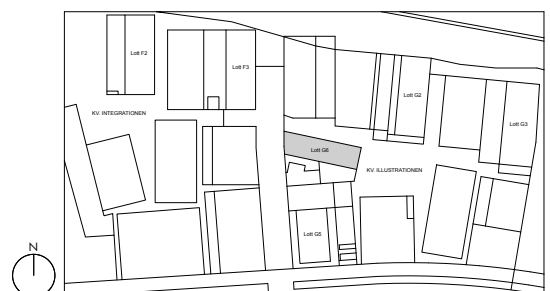 Lott F2
Lott F3
Lott G2
KV. INTEGRATIONEN
Lott G3
Lott G6
KV. ILLUSTRATIONEN
Lott G5
N